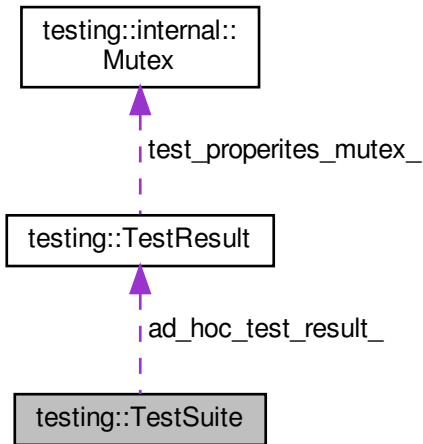 testing::internal::
Mutex
test_properites_mutex_
testing::TestResult
ad_hoc_test_result_
testing::TestSuite